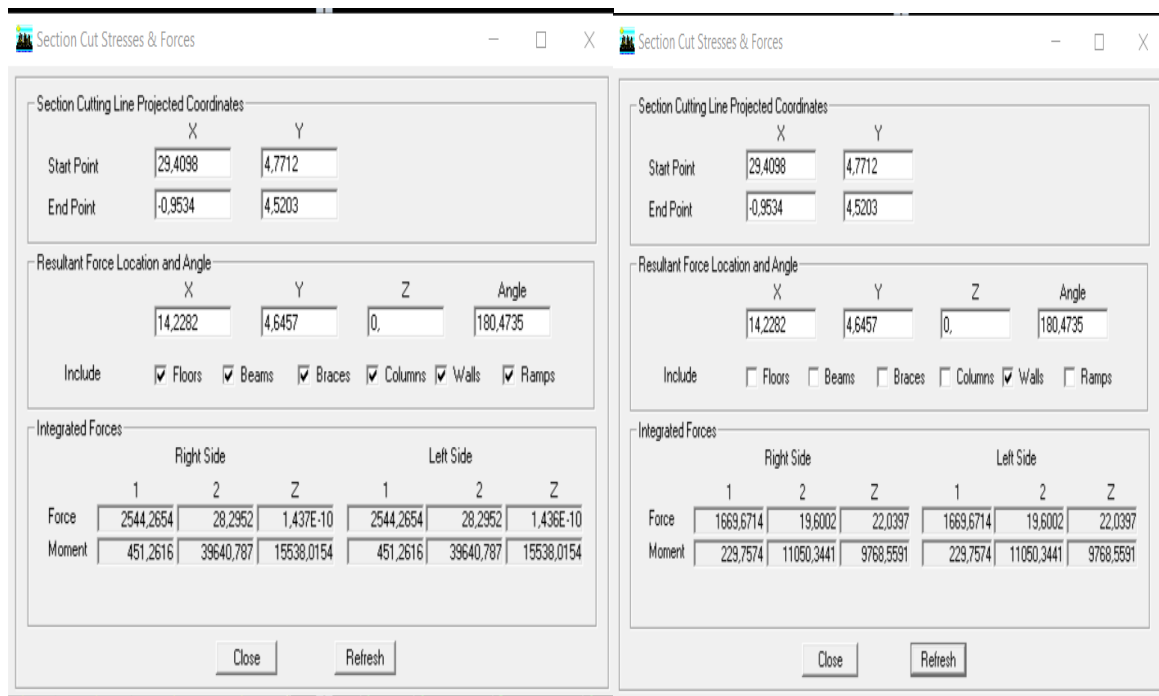 Section Cut Stresses & Forces
Section Cutting Line Projected Coordinates
X Y
Start Point 29,4098 4,7712
End Point -0,9534 4,5203
Resultant Force Location and Angle
X Y Z Angle
14,2282 4,6457 0, 180,4735
Include Floors Beams Braces Columns Walls Ramps
Integrated Forces
Right Side Left Side
1 2 Z 1 2 Z
Force 2544,2654 28,2952 1,437E-10 2544,2654 28,2952 1,436E-10
Moment 451,2616 39640,787 15538,0154 451,2616 39640,787 15538,0154
Close Refresh
Section Cut Stresses & Forces
Section Cutting Line Projected Coordinates
X Y
Start Point 29,4098 4,7712
End Point -0,9534 4,5203
Resultant Force Location and Angle
X Y Z Angle
14,2282 4,6457 0, 180,4735
Include Floors Beams Braces Columns Walls Ramps
Integrated Forces
Right Side Left Side
1 2 Z 1 2 Z
Force 1669,6714 19,6002 22,0397 1669,6714 19,6002 22,0397
Moment 229,7574 11050,3441 9768,5591 229,7574 11050,3441 9768,5591
Close Refresh